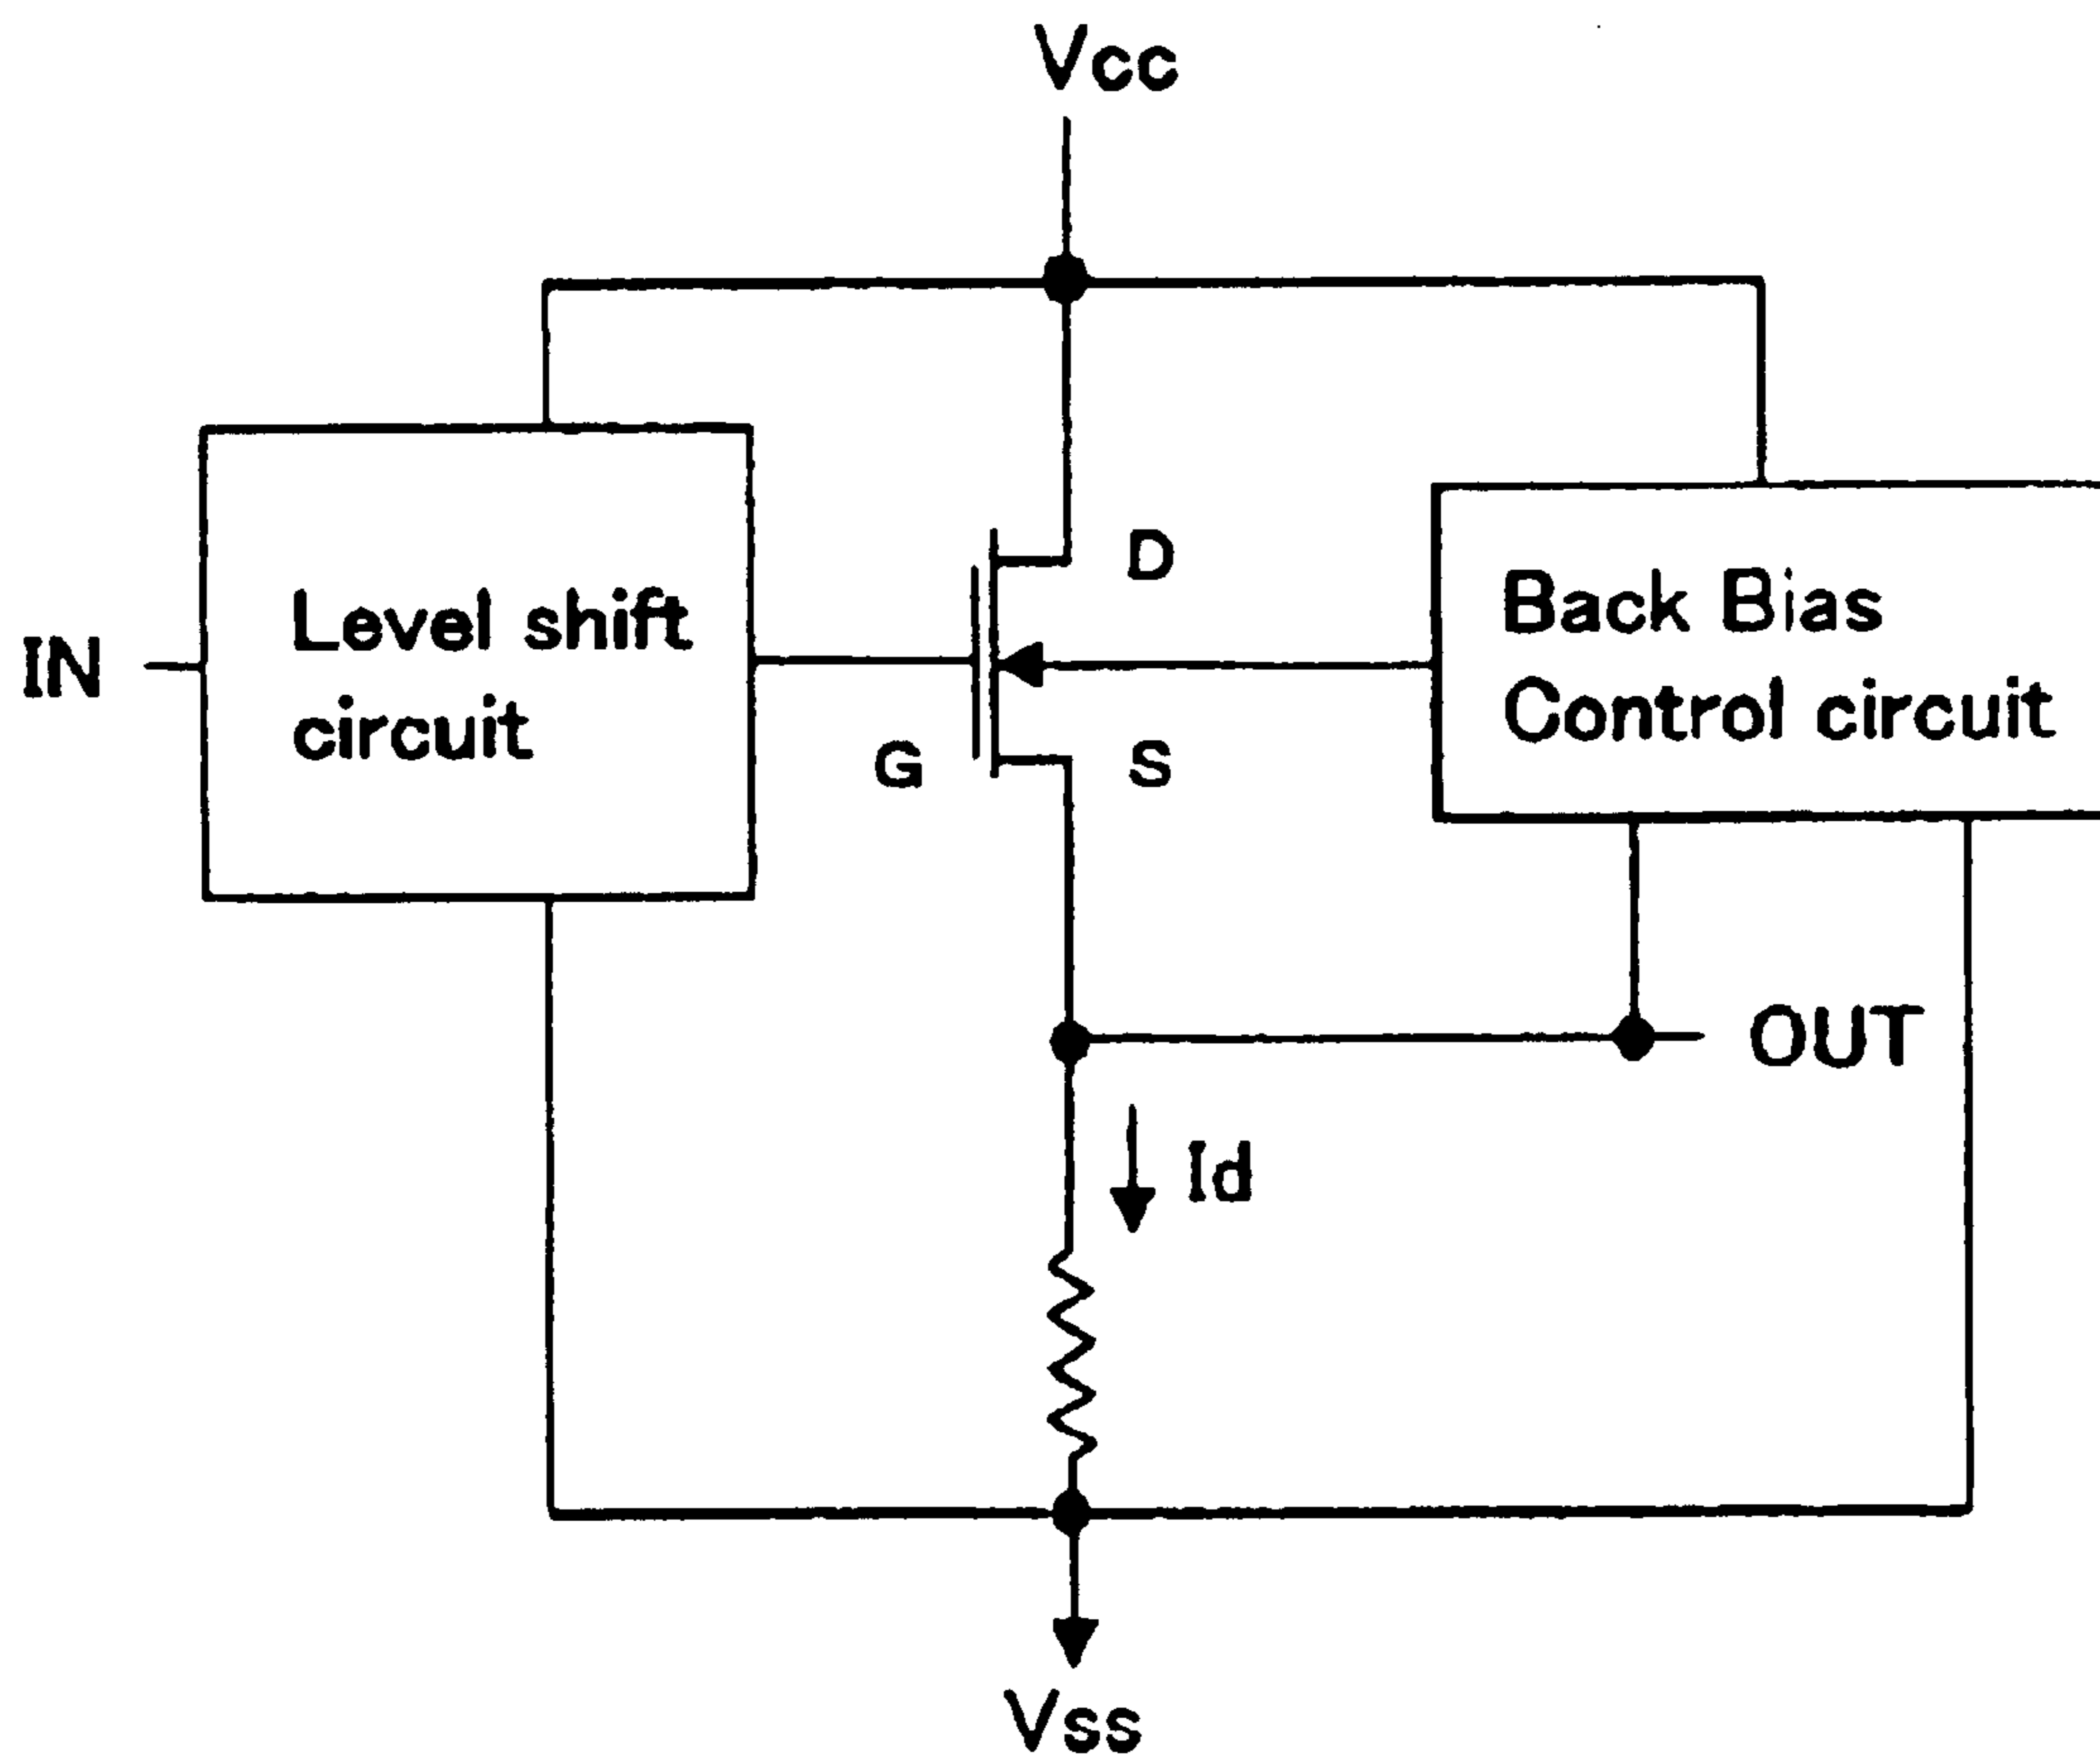 Vcc
D
Level shift
circuit
Back Bias
Control circuit
IN
G
S
OUT
Id
Vss